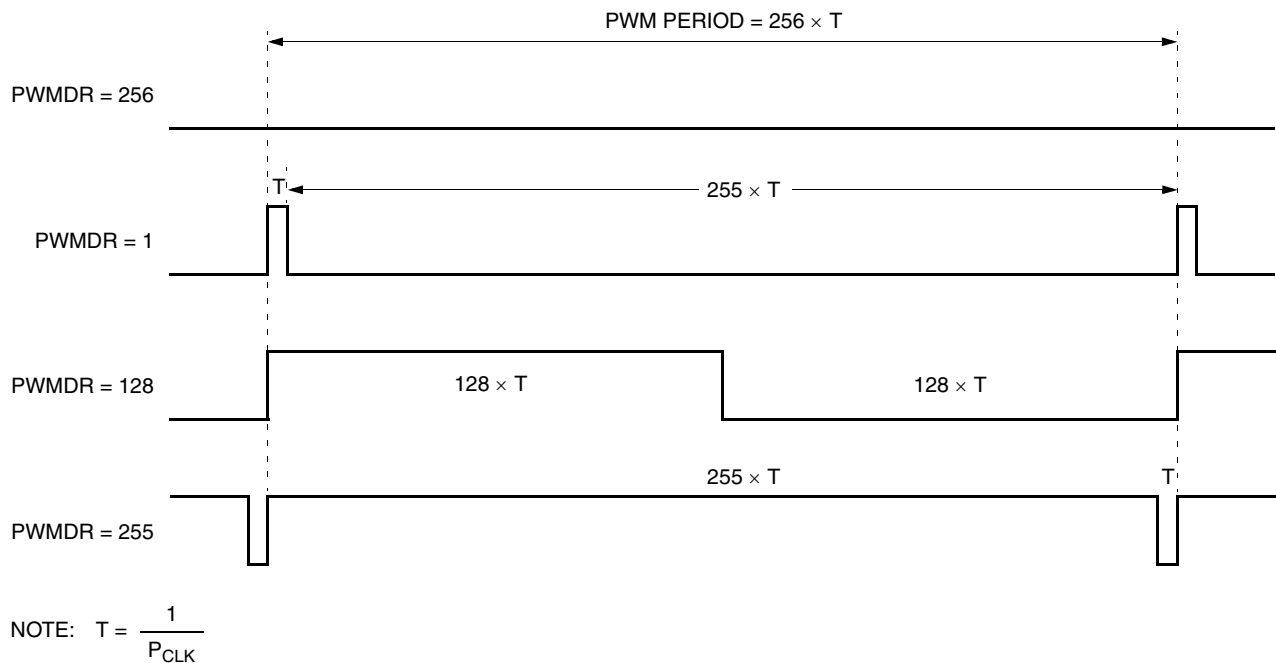 PWM PERIOD = 256 × T
PWMDR = 256
T
255 × T
PWMDR = 1
PWMDR = 128
128 × T
128 × T
255 × T
T
PWMDR = 255
NOTE: T = 1
P_CLK